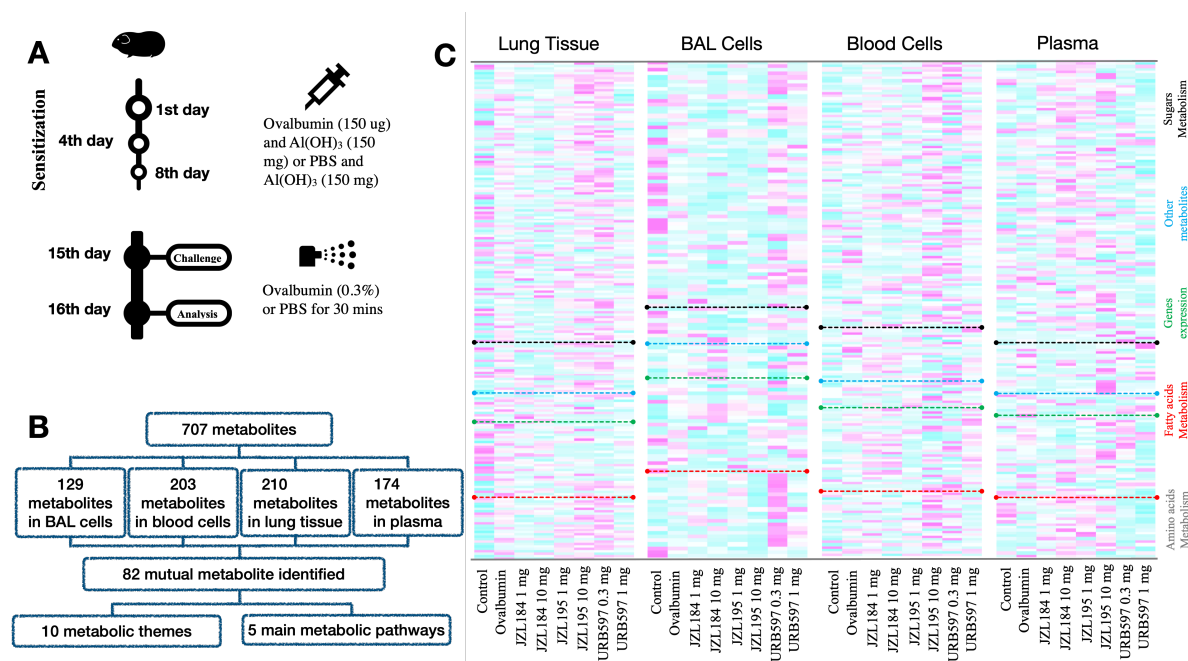 A
Sensitization
1st day
4th day
8th day
Ovalbumin (150 ug)
and Al(OH)₃ (150
mg) or PBS and
Al(OH)₃ (150 mg)
15th day
Challenge
16th day
Analysis
Ovalbumin (0.3%)
or PBS for 30 mins
B
707 metabolites
129
metabolites
in BAL cells
203
metabolites
in blood cells
210
metabolites
in lung tissue
174
metabolites
in plasma
82 mutual metabolite identified
10 metabolic themes
5 main metabolic pathways
C
Lung Tissue
BAL Cells
Blood Cells
Plasma
Sugars
Metabolism
Other
metabolites
Genes
expression
Fatty acids
Metabolism
Amino acids
Metabolism
Control
Ovalbumin
JZL184 1 mg
JZL184 10 mg
JZL195 1 mg
JZL195 10 mg
URB597 0.3 mg
URB597 1 mg
Control
Ovalbumin
JZL184 1 mg
JZL184 10 mg
JZL195 1 mg
JZL195 10 mg
URB597 0.3 mg
URB597 1 mg
Control
Ovalbumin
JZL184 1 mg
JZL184 10 mg
JZL195 1 mg
JZL195 10 mg
URB597 0.3 mg
URB597 1 mg
Control
Ovalbumin
JZL184 1 mg
JZL184 10 mg
JZL195 1 mg
JZL195 10 mg
URB597 0.3 mg
URB597 1 mg